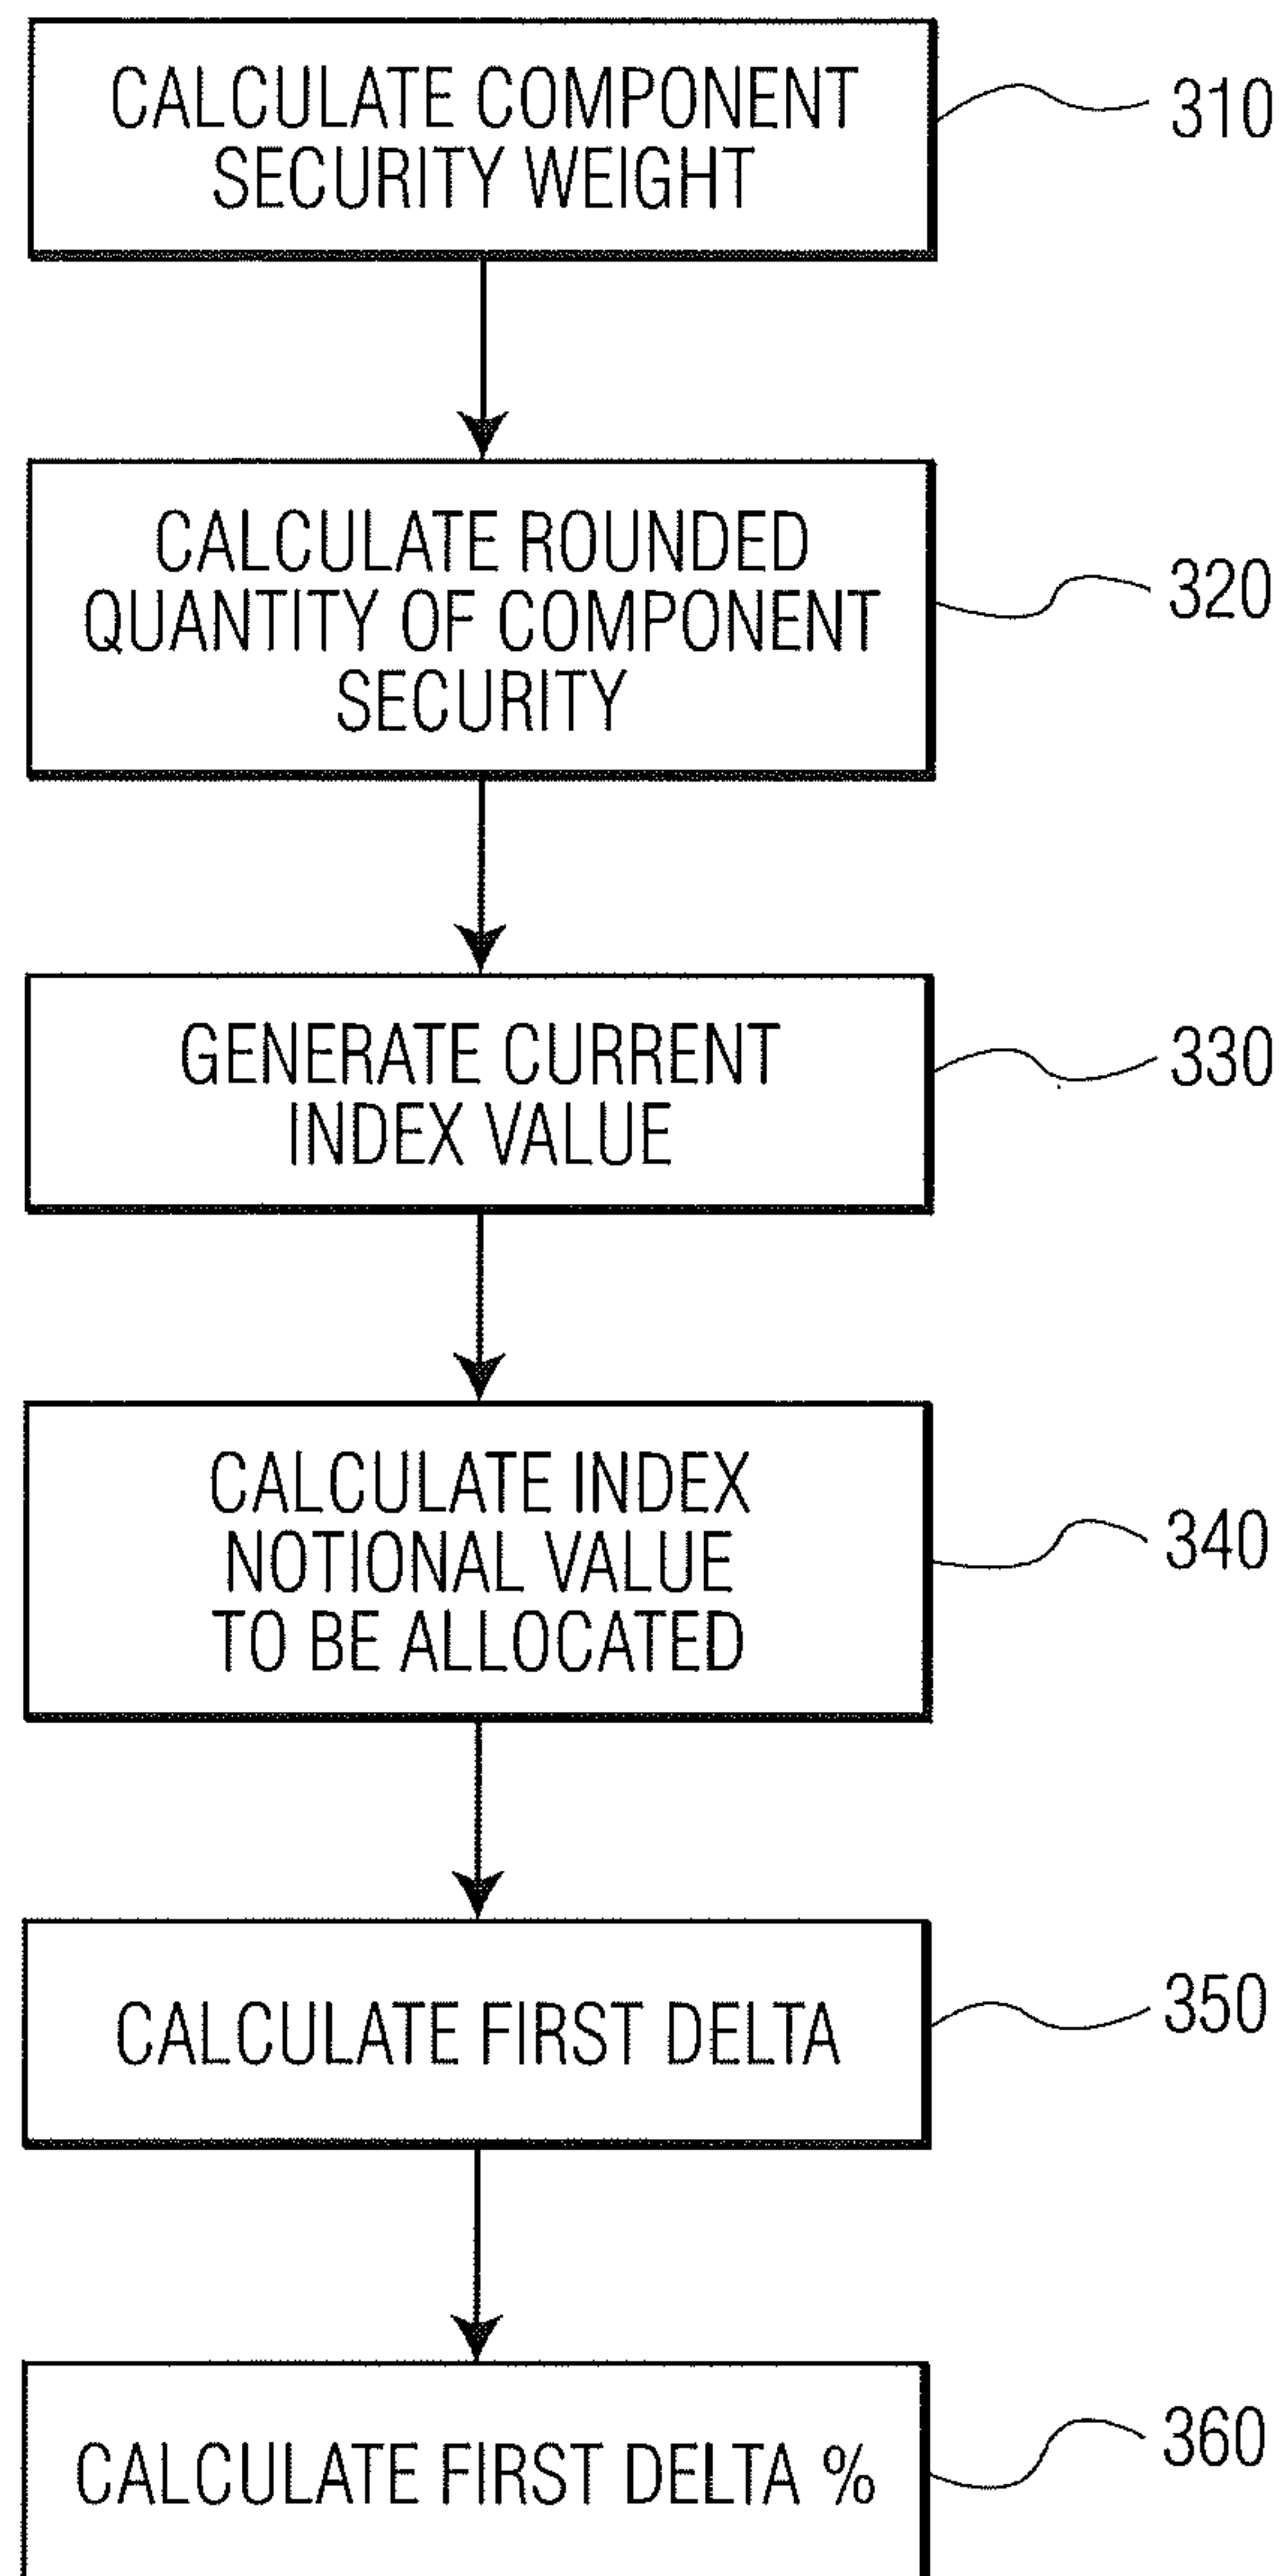 CALCULATE COMPONENT
SECURITY WEIGHT
310
CALCULATE ROUNDED
QUANTITY OF COMPONENT
SECURITY
320
GENERATE CURRENT
INDEX VALUE
330
CALCULATE INDEX
NOTIONAL VALUE
TO BE ALLOCATED
340
CALCULATE FIRST DELTA
350
CALCULATE FIRST DELTA %
360